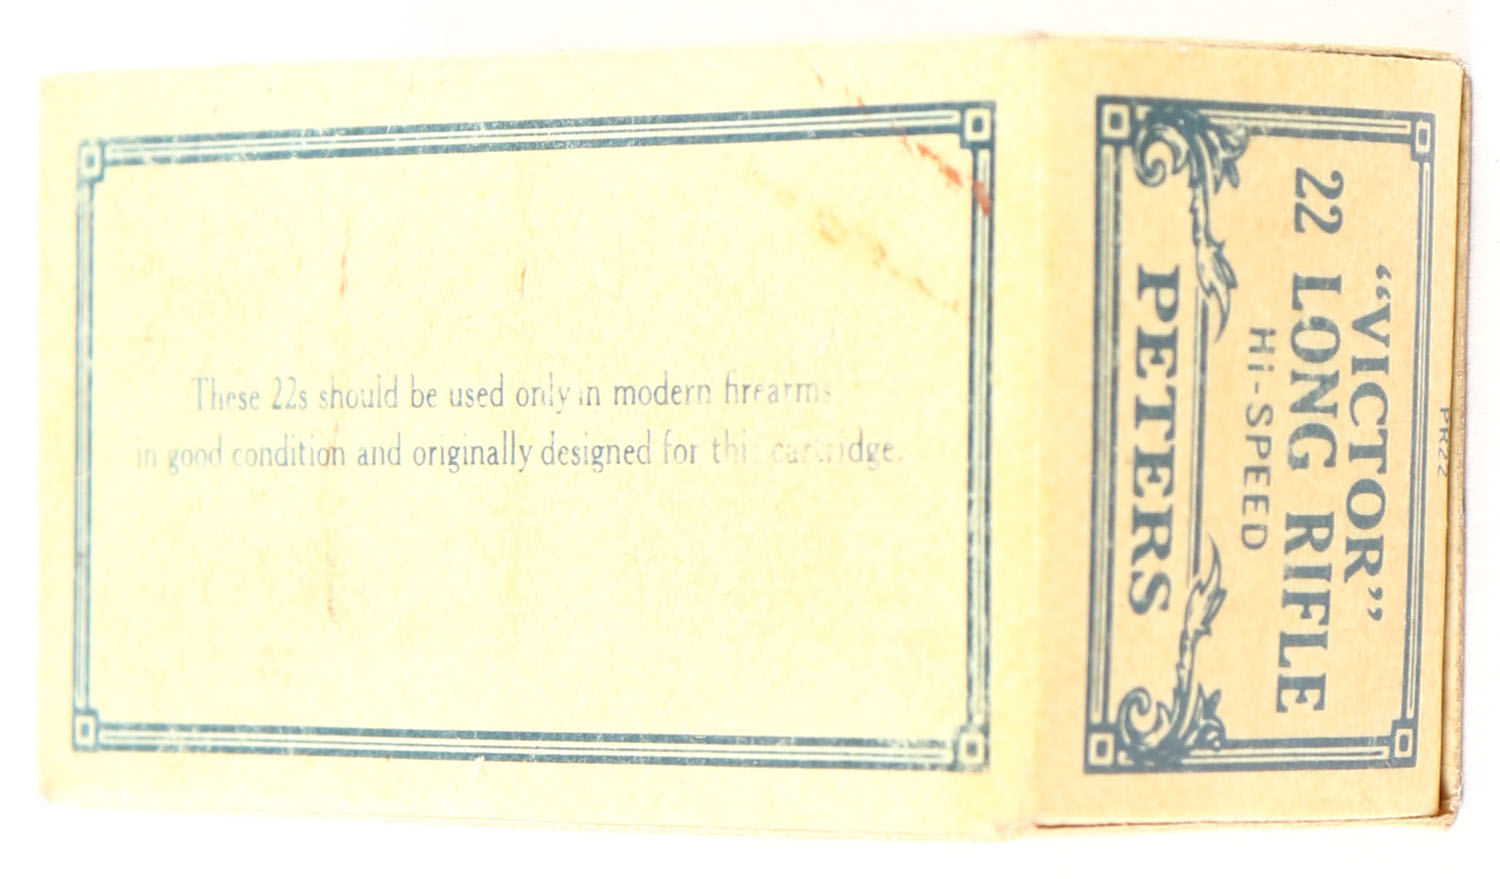 These 22s should be used only in modern firearms
in good condition and originally designed for this cartridge.
PR22
"VICTOR"
22 LONG RIFLE
HI-SPEED
PETERS